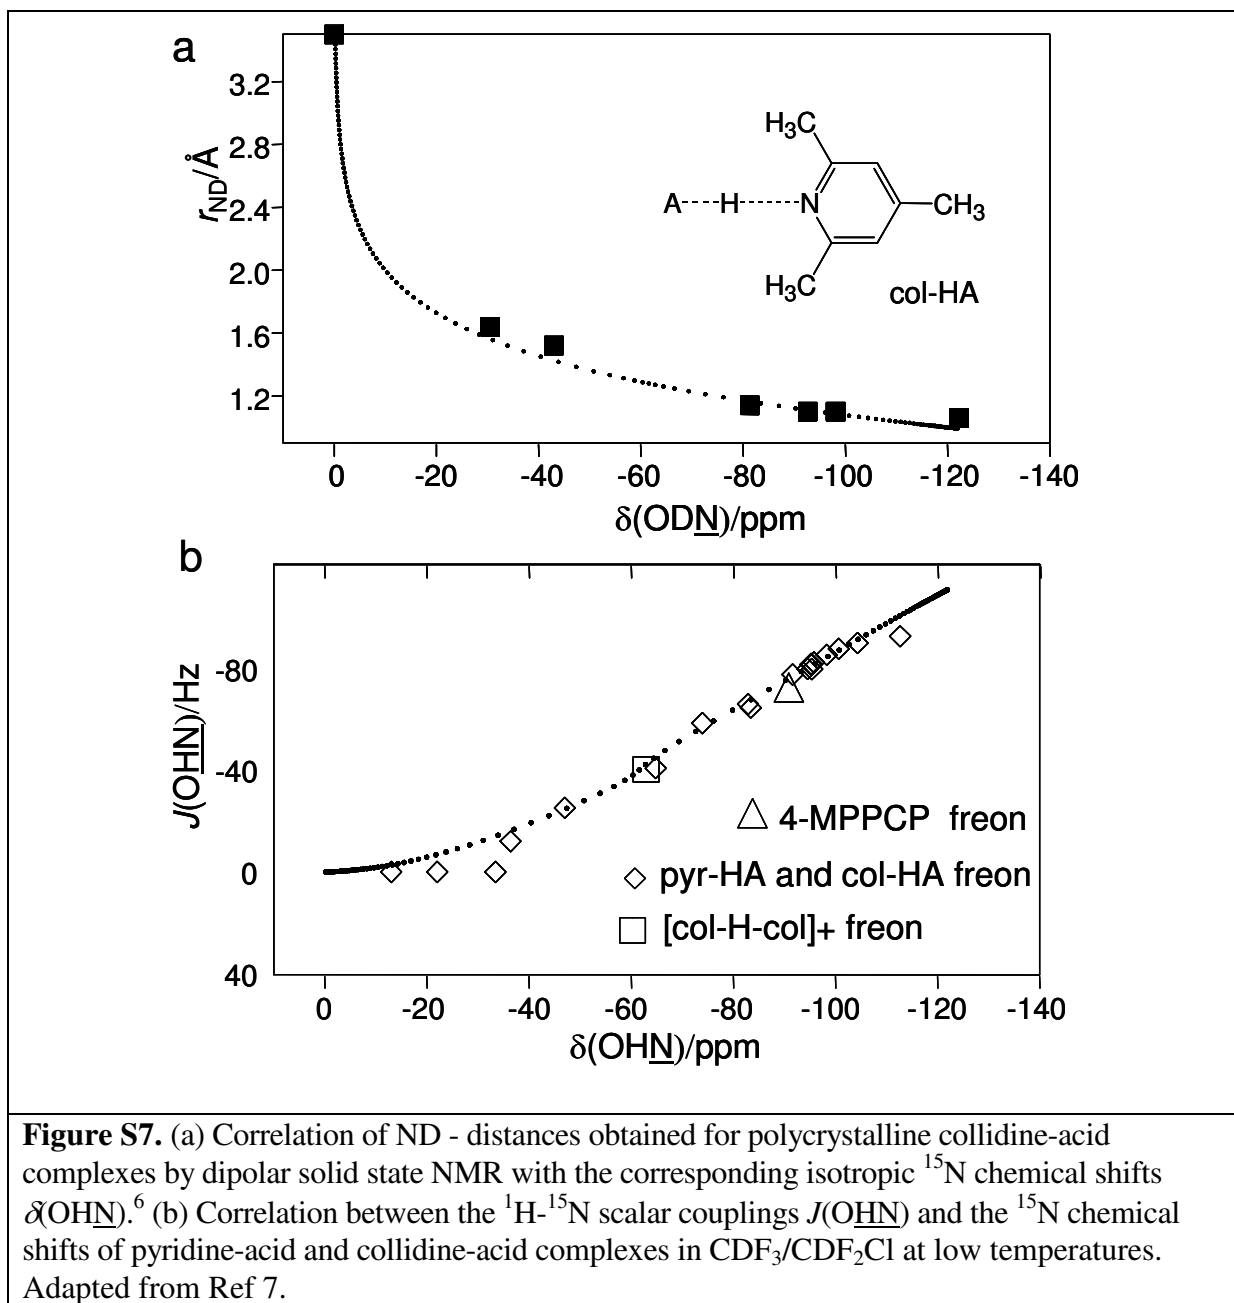 a
3.2
2.8
2.4
2.0
1.6
1.2
r_ND/Å
H₃C
A H N CH₃
H₃C
col-HA
0 -20 -40 -60 -80 -100 -120 -140
δ(ODN)/ppm
b
-80
-40
0
40
J(OHN)/Hz
4-MPPCP freon
pyr-HA and col-HA freon
[col-H-col]+ freon
0 -20 -40 -60 -80 -100 -120 -140
δ(OHN)/ppm
Figure S7. (a) Correlation of ND - distances obtained for polycrystalline collidine-acid
complexes by dipolar solid state NMR with the corresponding isotropic ¹⁵N chemical shifts
δ(OHN).⁶ (b) Correlation between the ¹H-¹⁵N scalar couplings J(OHN) and the ¹⁵N chemical
shifts of pyridine-acid and collidine-acid complexes in CDF₃/CDF₂Cl at low temperatures.
Adapted from Ref 7.